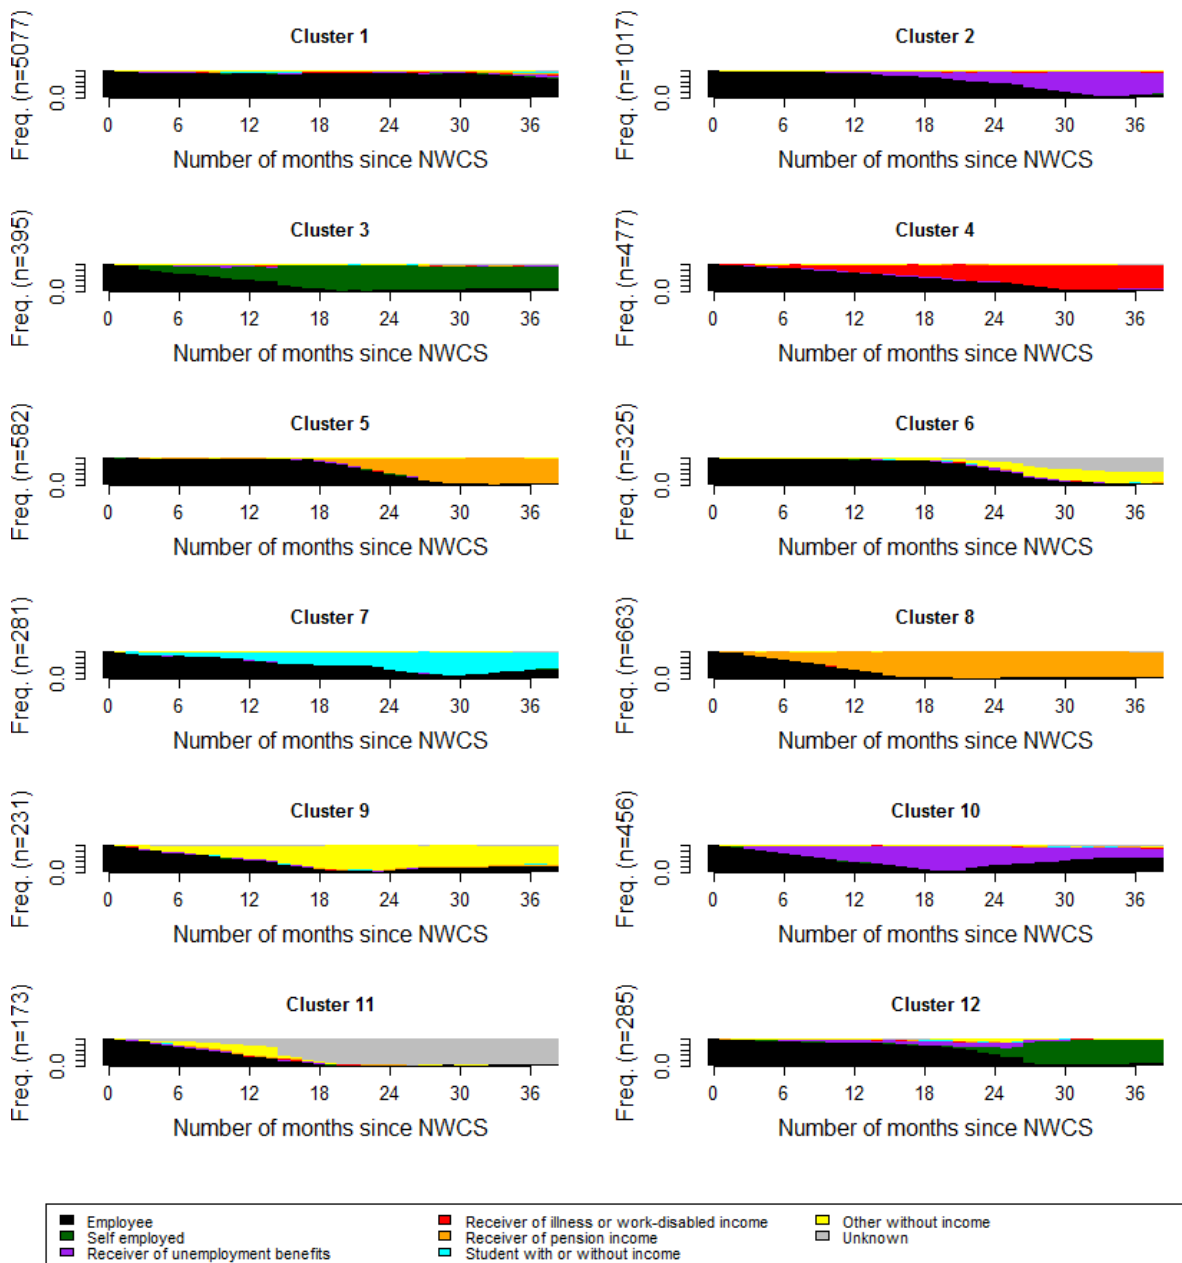 Cluster 1
Freq. (n=5077)
0.0
0 6 12 18 24 30 36
Number of months since NWCS
Cluster 2
Freq. (n=1017)
0.0
0 6 12 18 24 30 36
Number of months since NWCS
Cluster 3
Freq. (n=395)
0.0
0 6 12 18 24 30 36
Number of months since NWCS
Cluster 4
Freq. (n=477)
0.0
0 6 12 18 24 30 36
Number of months since NWCS
Cluster 5
Freq. (n=582)
0.0
0 6 12 18 24 30 36
Number of months since NWCS
Cluster 6
Freq. (n=325)
0.0
0 6 12 18 24 30 36
Number of months since NWCS
Cluster 7
Freq. (n=281)
0.0
0 6 12 18 24 30 36
Number of months since NWCS
Cluster 8
Freq. (n=663)
0.0
0 6 12 18 24 30 36
Number of months since NWCS
Cluster 9
Freq. (n=231)
0.0
0 6 12 18 24 30 36
Number of months since NWCS
Cluster 10
Freq. (n=456)
0.0
0 6 12 18 24 30 36
Number of months since NWCS
Cluster 11
Freq. (n=173)
0.0
0 6 12 18 24 30 36
Number of months since NWCS
Cluster 12
Freq. (n=285)
0.0
0 6 12 18 24 30 36
Number of months since NWCS
Employee
Self employed
Receiver of unemployment benefits
Receiver of illness or work-disabled income
Receiver of pension income
Student with or without income
Other without income
Unknown